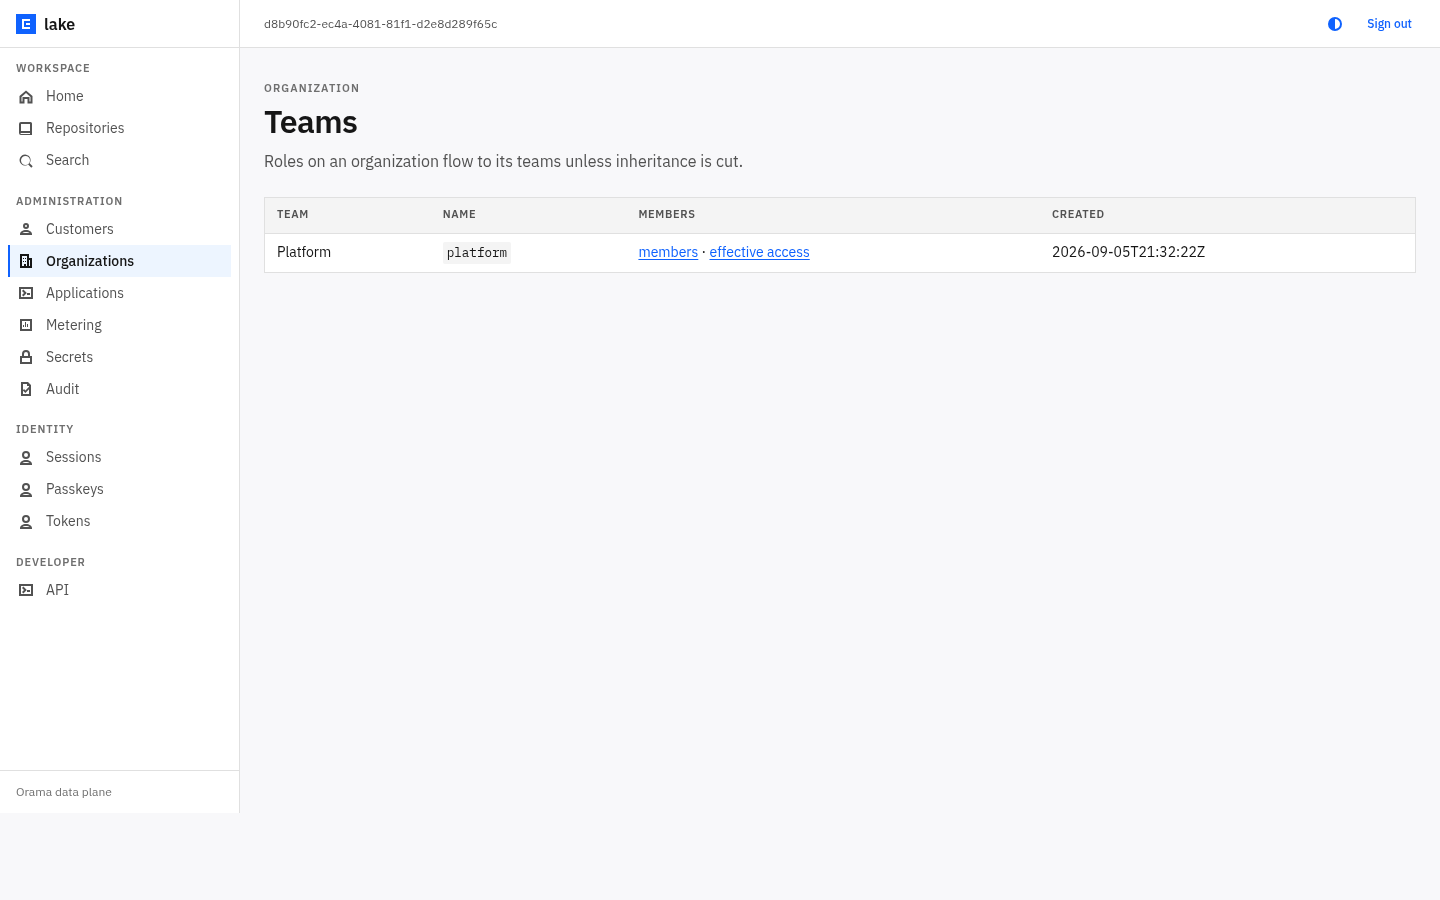 lake
d8b90fc2-ec4a-4081-81f1-d2e8d289f65c
Sign out
WORKSPACE
Home
Repositories
Search
ADMINISTRATION
Customers
Organizations
Applications
Metering
Secrets
Audit
IDENTITY
Sessions
Passkeys
Tokens
DEVELOPER
API
Orama data plane
ORGANIZATION
Teams
Roles on an organization flow to its teams unless inheritance is cut.
TEAM NAME MEMBERS CREATED
Platform platform members · effective access 2026-09-05T21:32:22Z